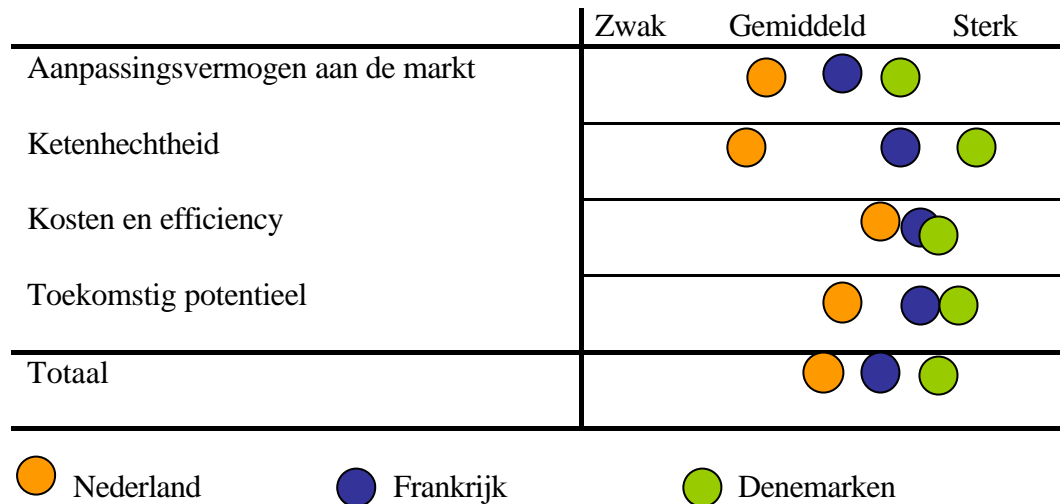 Zwak Gemiddeld Sterk
Aanpassingsvermogen aan de markt
Ketenhechtheid
Kosten en efficiency
Toekomstig potentieel
Totaal
Nederland Frankrijk Denemarken